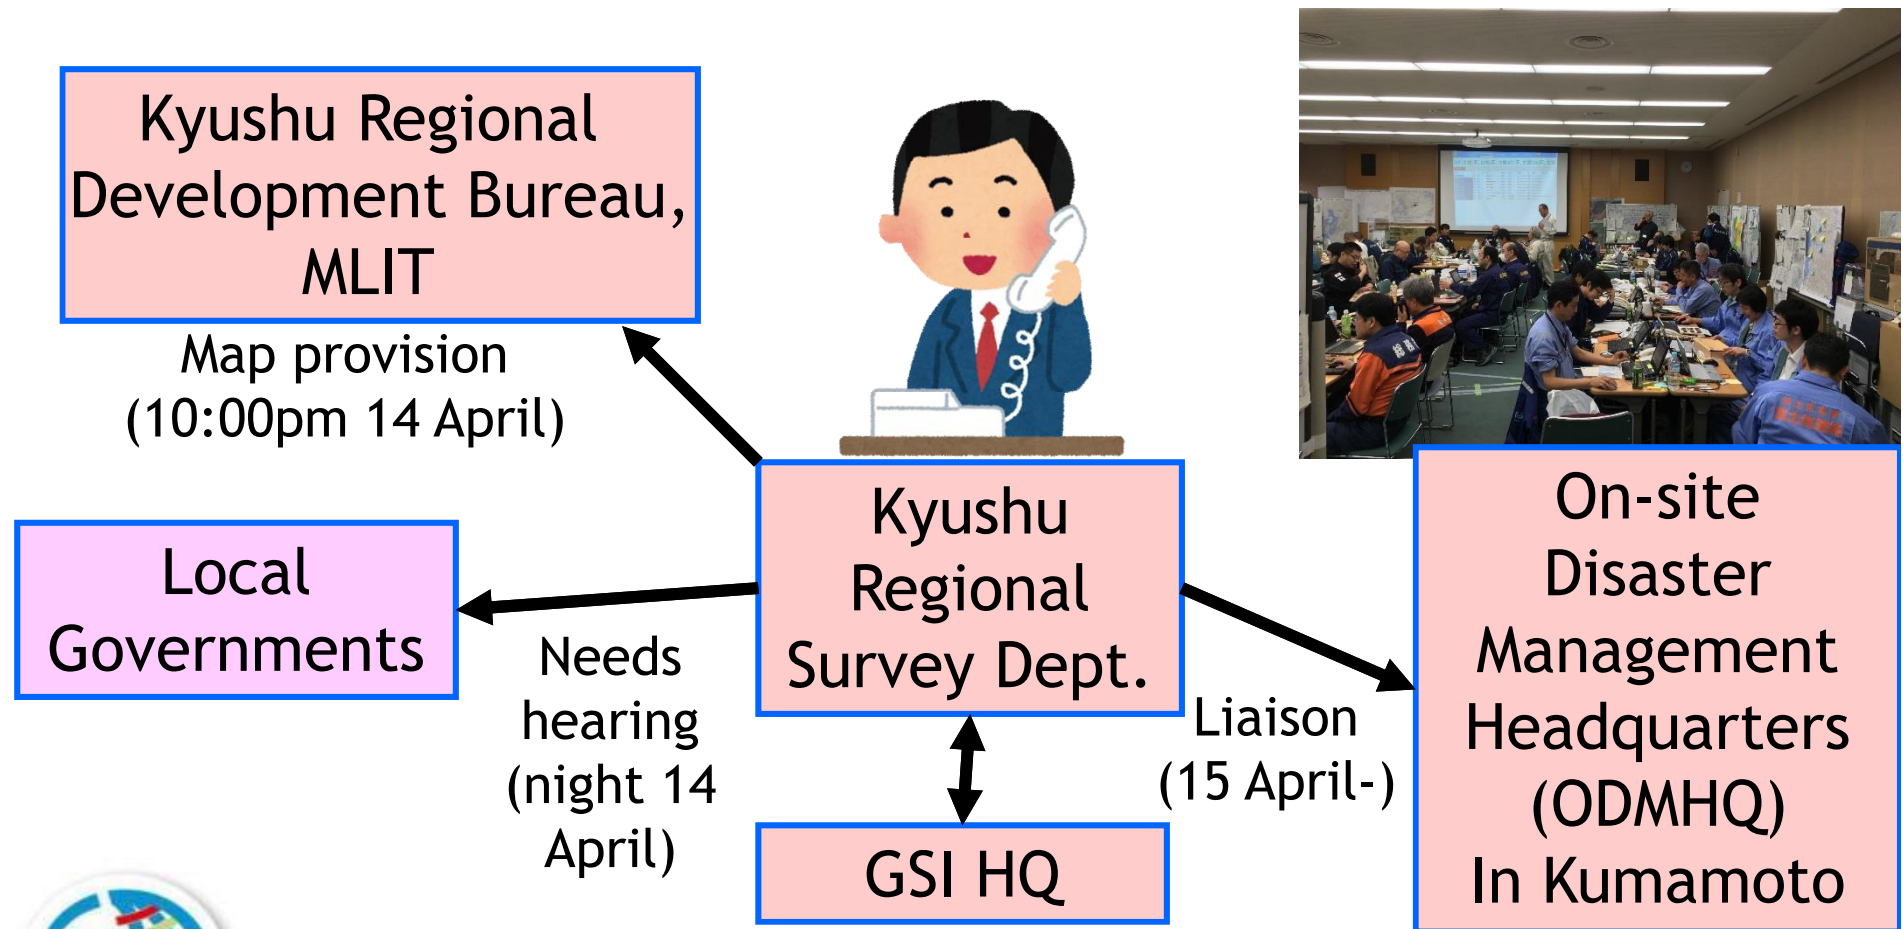 Kyushu Regional
Development Bureau,
MLIT
Map provision
(10:00pm 14 April)
Local
Governments
Needs
hearing
(night 14
April)
Kyushu
Regional
Survey Dept.
GSI HQ
Liaison
(15 April-)
On-site
Disaster
Management
Headquarters
(ODMHQ)
In Kumamoto